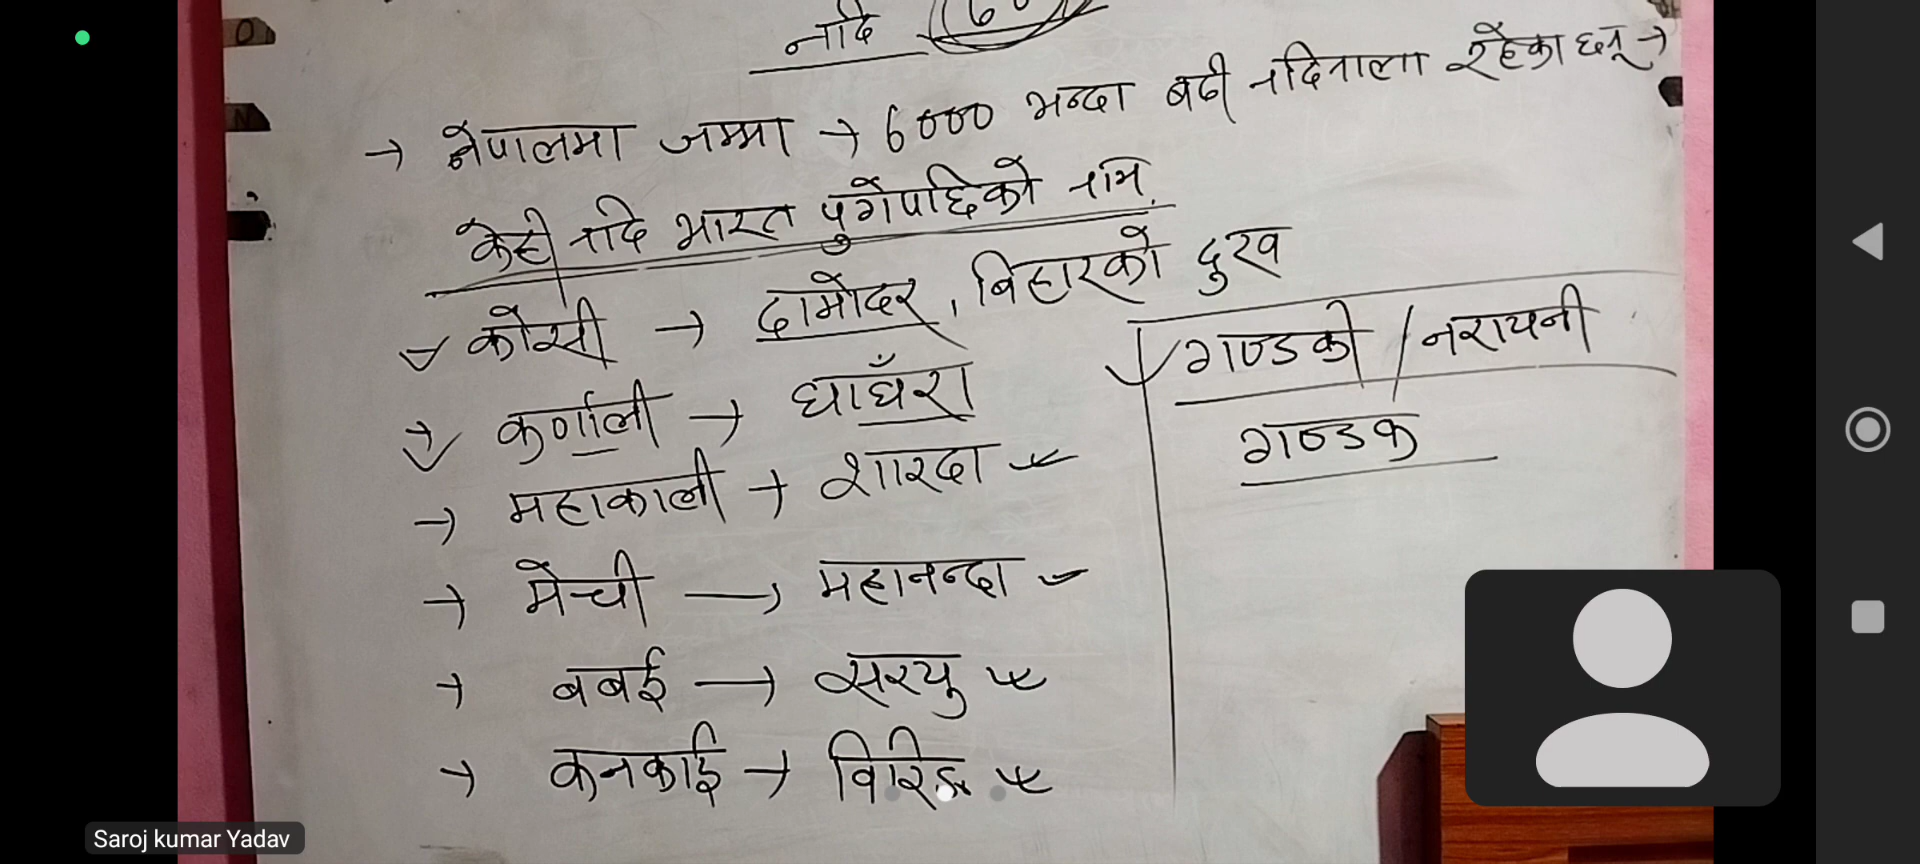 नदि
→ नेपालमा जम्मा → 6000 भन्दा बढी नदिनाला रहेका छन् →
केही नदि भारत पुगेपछिको नाम
कोसी → दामोदर, बिहारको दुख
कर्णाली → घाघँरा
→ महाकाली → शारदा
→ मेची → महानन्दा
→ बबई → सरयु
→ कनकाई →
गण्डकी / नरायनी
गण्डक
Saroj kumar Yadav